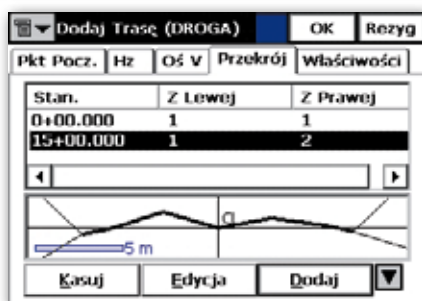 Dodaj Trasę (DROGA) OK Rezyg
Pkt Pocz. Hz Oś V Przekrój Właściwości
Stan. Z Lewej Z Prawej
0+00.000 1 1
15+00.000 1 2
5 m
Kasuj Edycja Dodaj